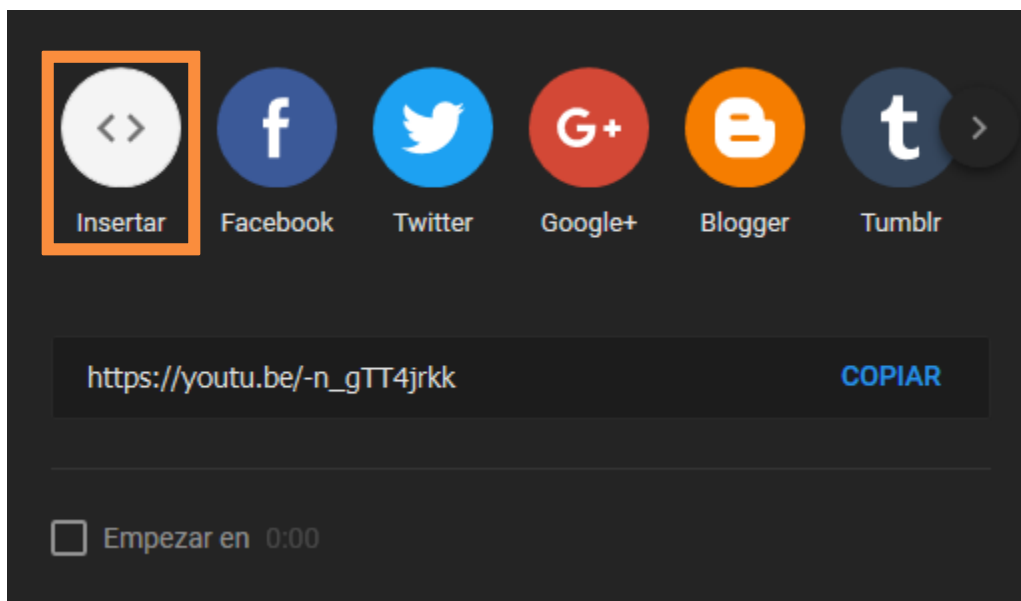 Insertar Facebook Twitter Google+ Blogger Tumblr
https://youtu.be/-n_gTT4jrkk COPIAR
Empezar en 0:00